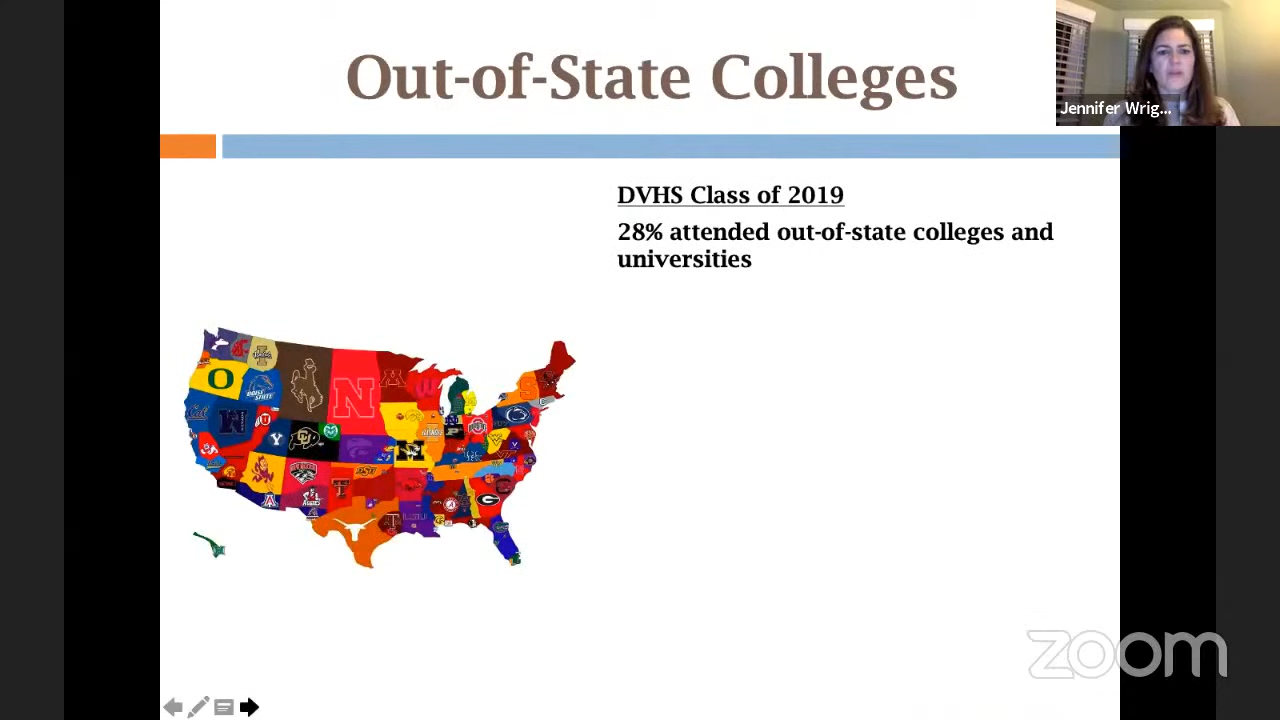 Out-of-State Colleges
Jennifer Wrig...
DVHS Class of 2019
28% attended out-of-state colleges and
universities
zoom